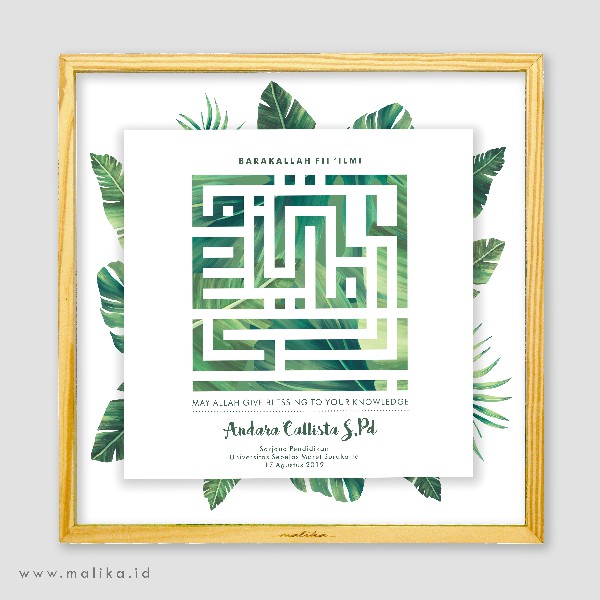 BARAKALLAH FII 'ILMI
MAY ALLAH GIVE BLESSING TO YOUR KNOWLEDGE
Andara Callista S.Pd
Sarjana Pendidikan
Universitas Sebelas Maret Surakarta
17 Agustus 2019
malika
www.malika.id